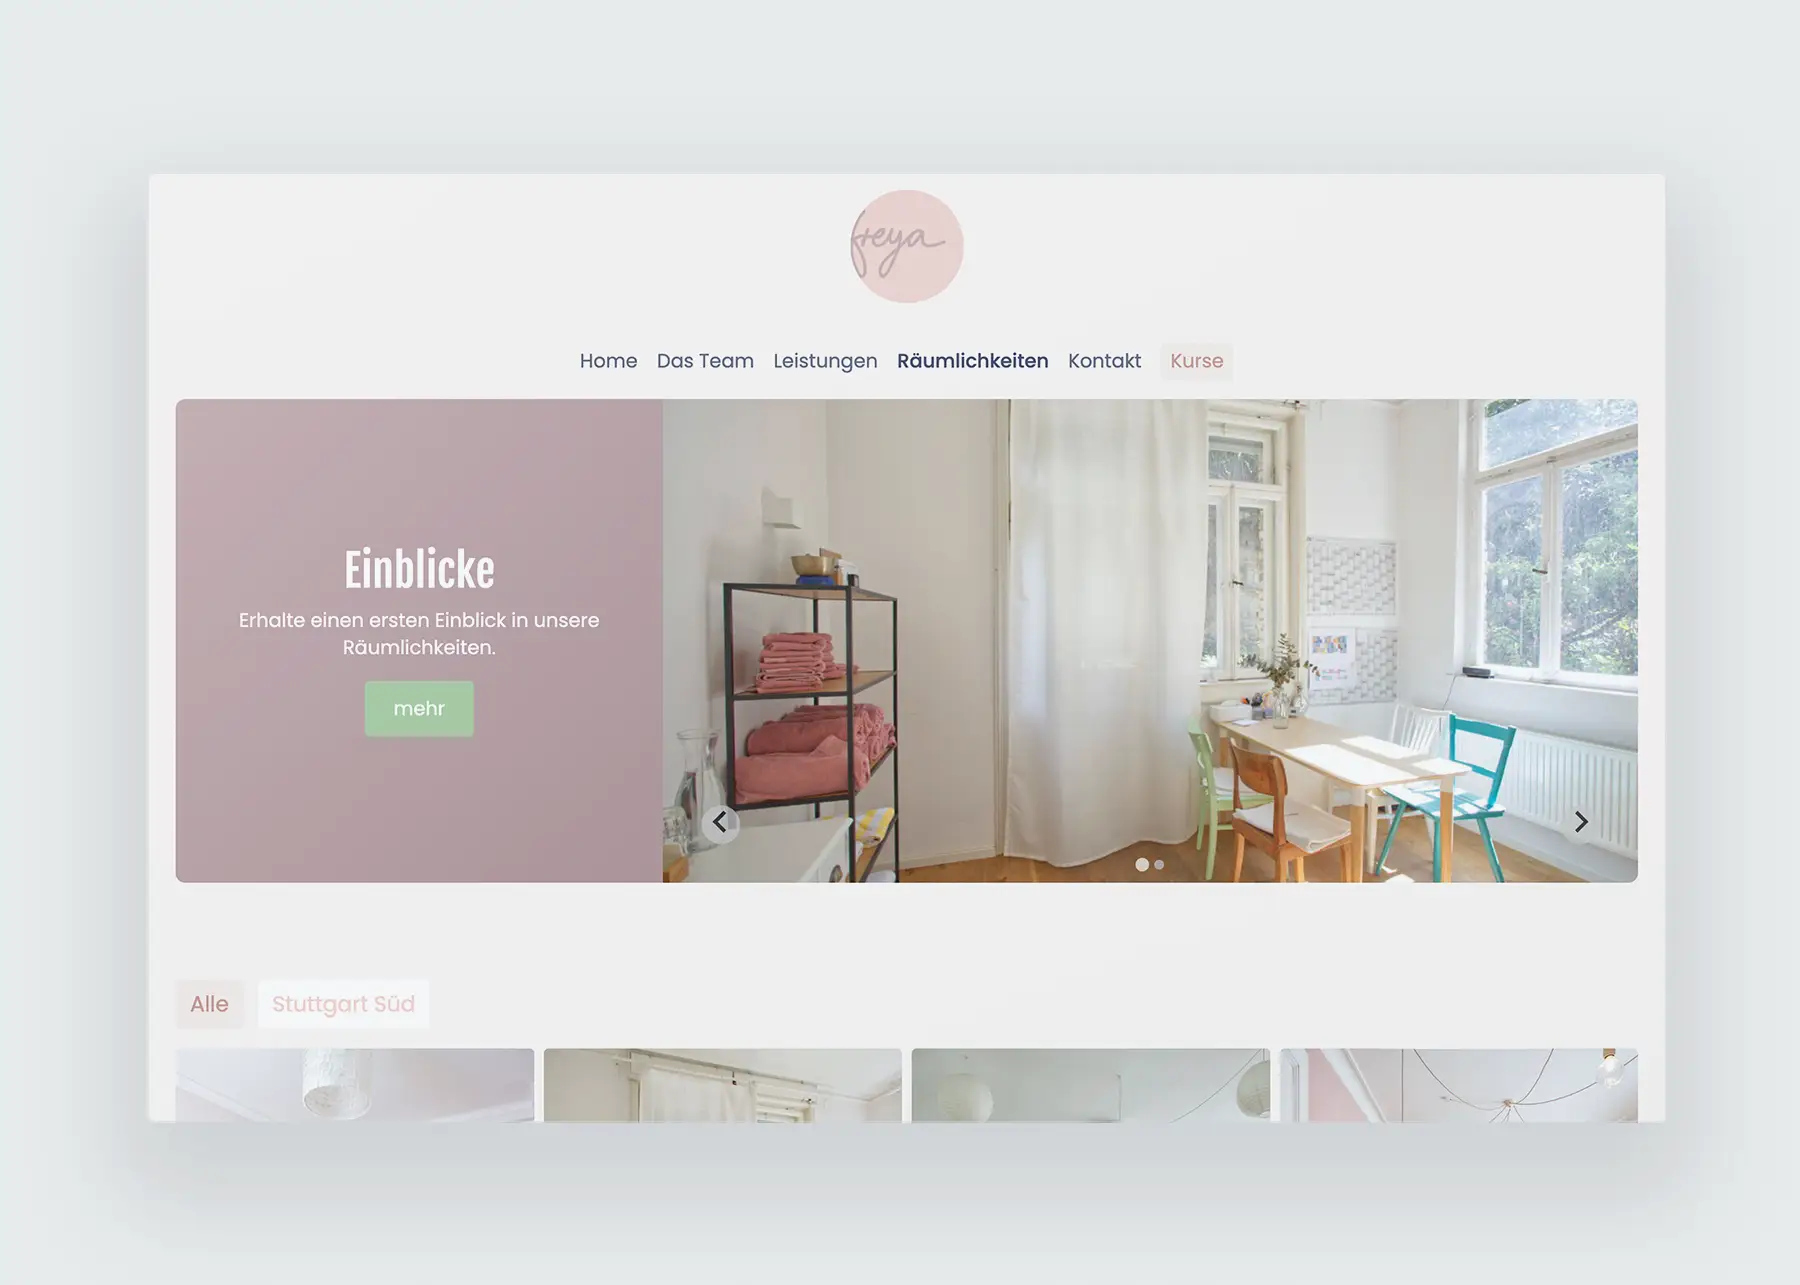 freya
Home Das Team Leistungen Räumlichkeiten Kontakt Kurse
Einblicke
Erhalte einen ersten Einblick in unsere
Räumlichkeiten.
mehr
Alle Stuttgart Süd